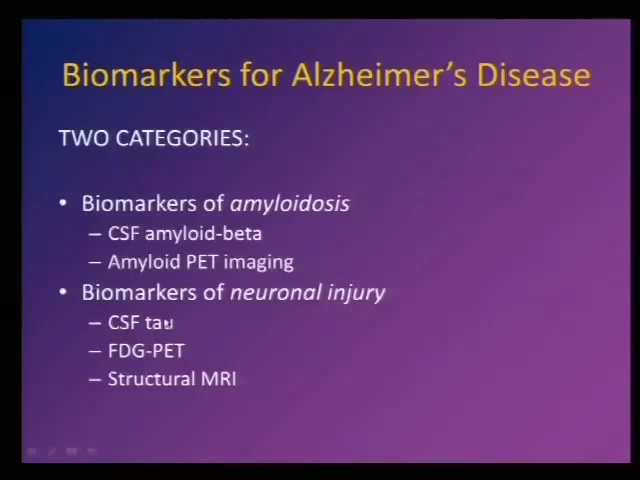 Biomarkers for Alzheimer's Disease
TWO CATEGORIES:
• Biomarkers of amyloidosis
– CSF amyloid-beta
– Amyloid PET imaging
• Biomarkers of neuronal injury
– CSF tau
– FDG-PET
– Structural MRI